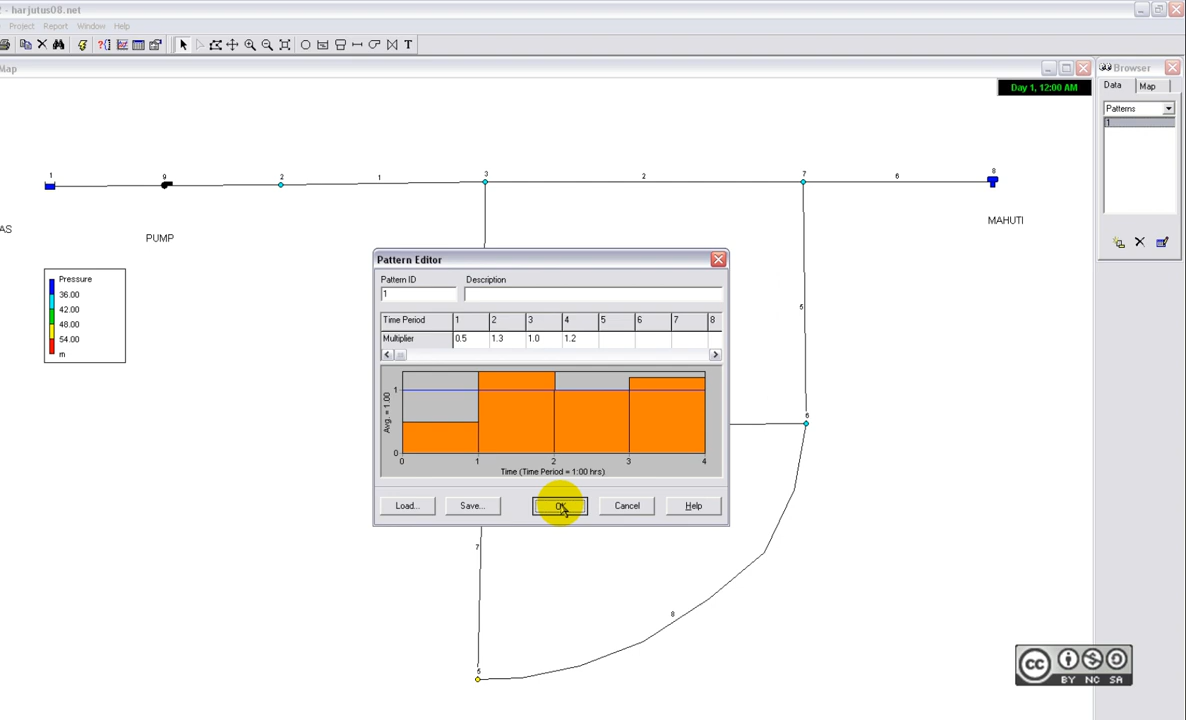 2 - harjutus08.net
Project Report Window Help
Map
Day 1, 12:00 AM
Browser
Data Map
Patterns
1
1
9
2
1
3
2
7
6
8
AS
PUMP
MAHUTI
Pressure
36.00
42.00
48.00
54.00
m
Pattern Editor
Pattern ID Description
1
Time Period 1 2 3 4 5 6 7 8
Multiplier 0.5 1.3 1.0 1.2
Avg. = 1.00
1
0
0 1 2 3 4
Time (Time Period = 1:00 hrs)
Load... Save... OK Cancel Help
5
6
7
8
5
cc
BY NC SA